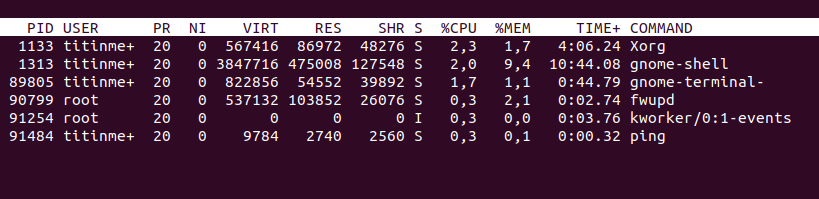 PID USER PR NI VIRT RES SHR S %CPU %MEM TIME+ COMMAND
1133 titinme+ 20 0 567416 86972 48276 S 2,3 1,7 4:06.24 Xorg
1313 titinme+ 20 0 3847716 475008 127548 S 2,0 9,4 10:44.08 gnome-shell
89805 titinme+ 20 0 822856 54552 39892 S 1,7 1,1 0:44.79 gnome-terminal-
90799 root 20 0 537132 103852 26076 S 0,3 2,1 0:02.74 fwupd
91254 root 20 0 0 0 0 I 0,3 0,0 0:03.76 kworker/0:1-events
91484 titinme+ 20 0 9784 2740 2560 S 0,3 0,1 0:00.32 ping